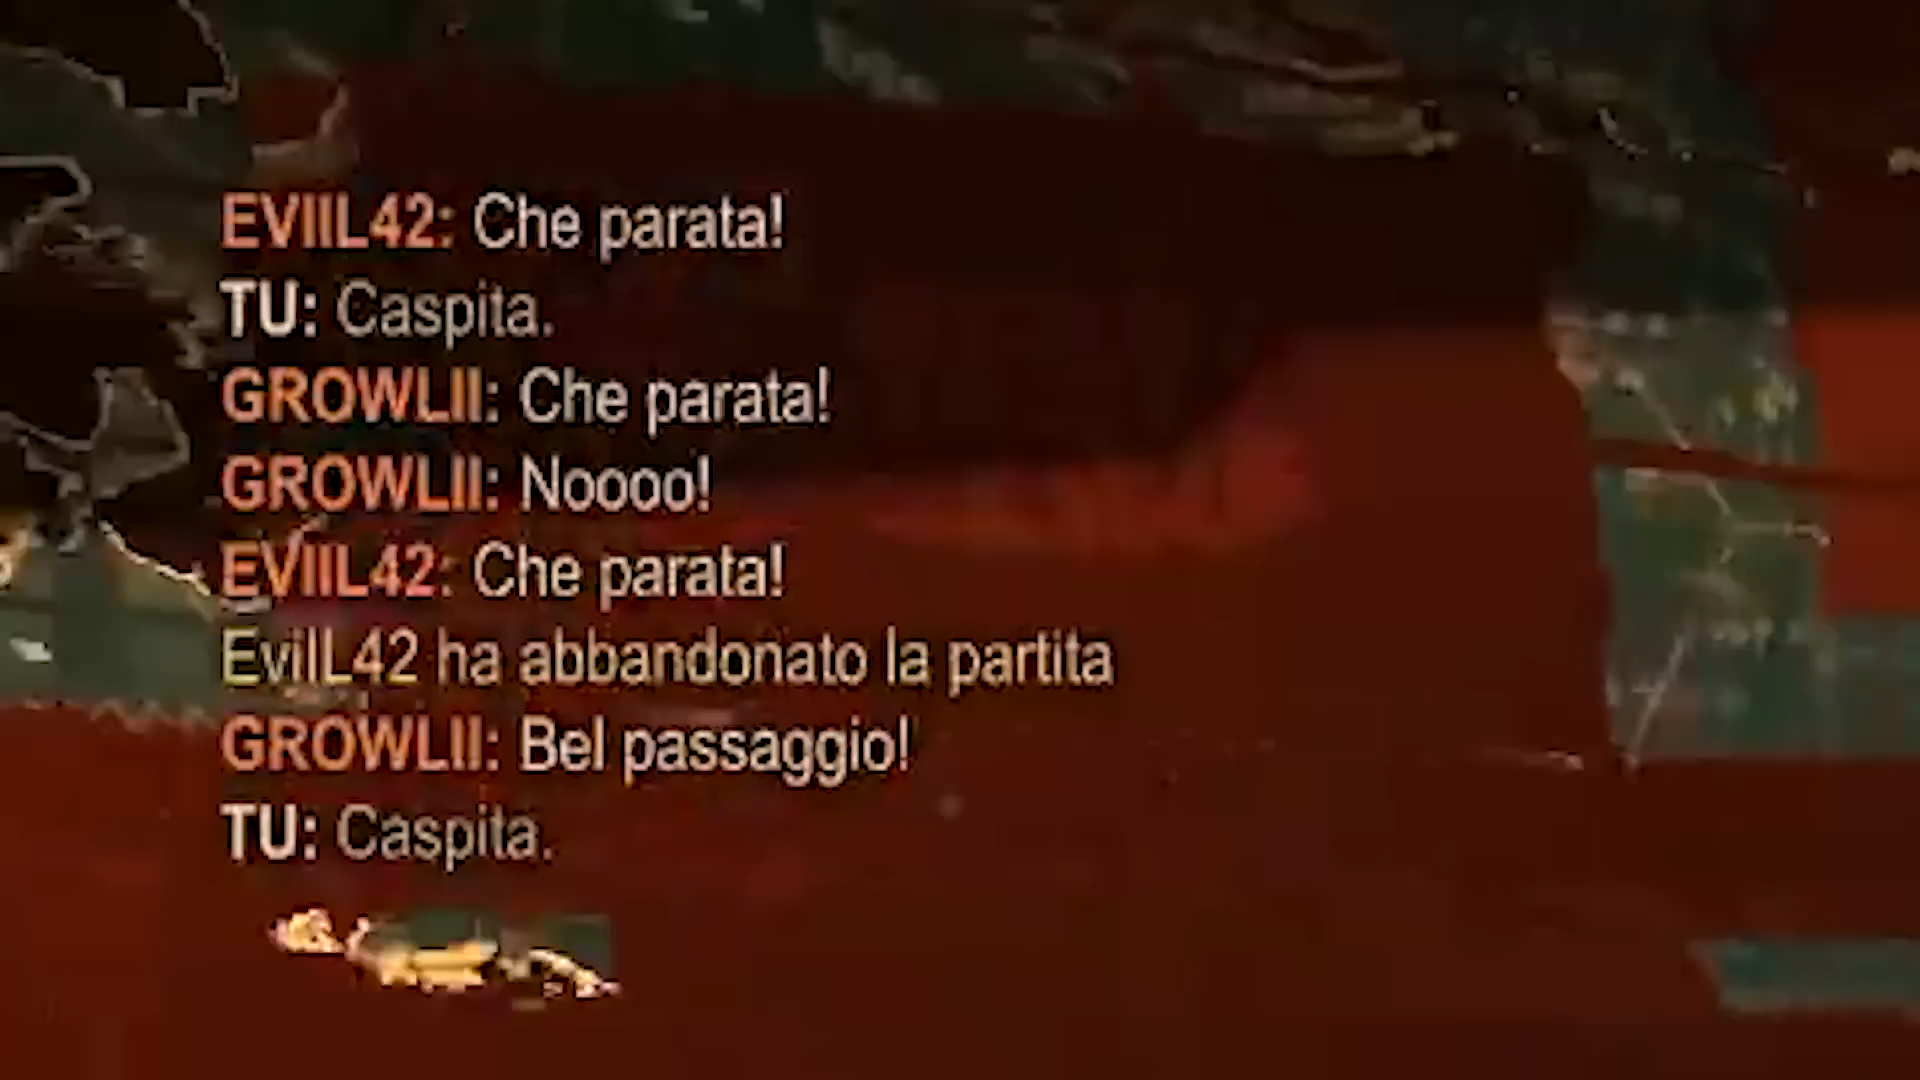 EVIIL42: Che parata!
TU: Caspita.
GROWLII: Che parata!
GROWLII: Noooo!
EVIIL42: Che parata!
EviIL42 ha abbandonato la partita
GROWLII: Bel passaggio!
TU: Caspita.